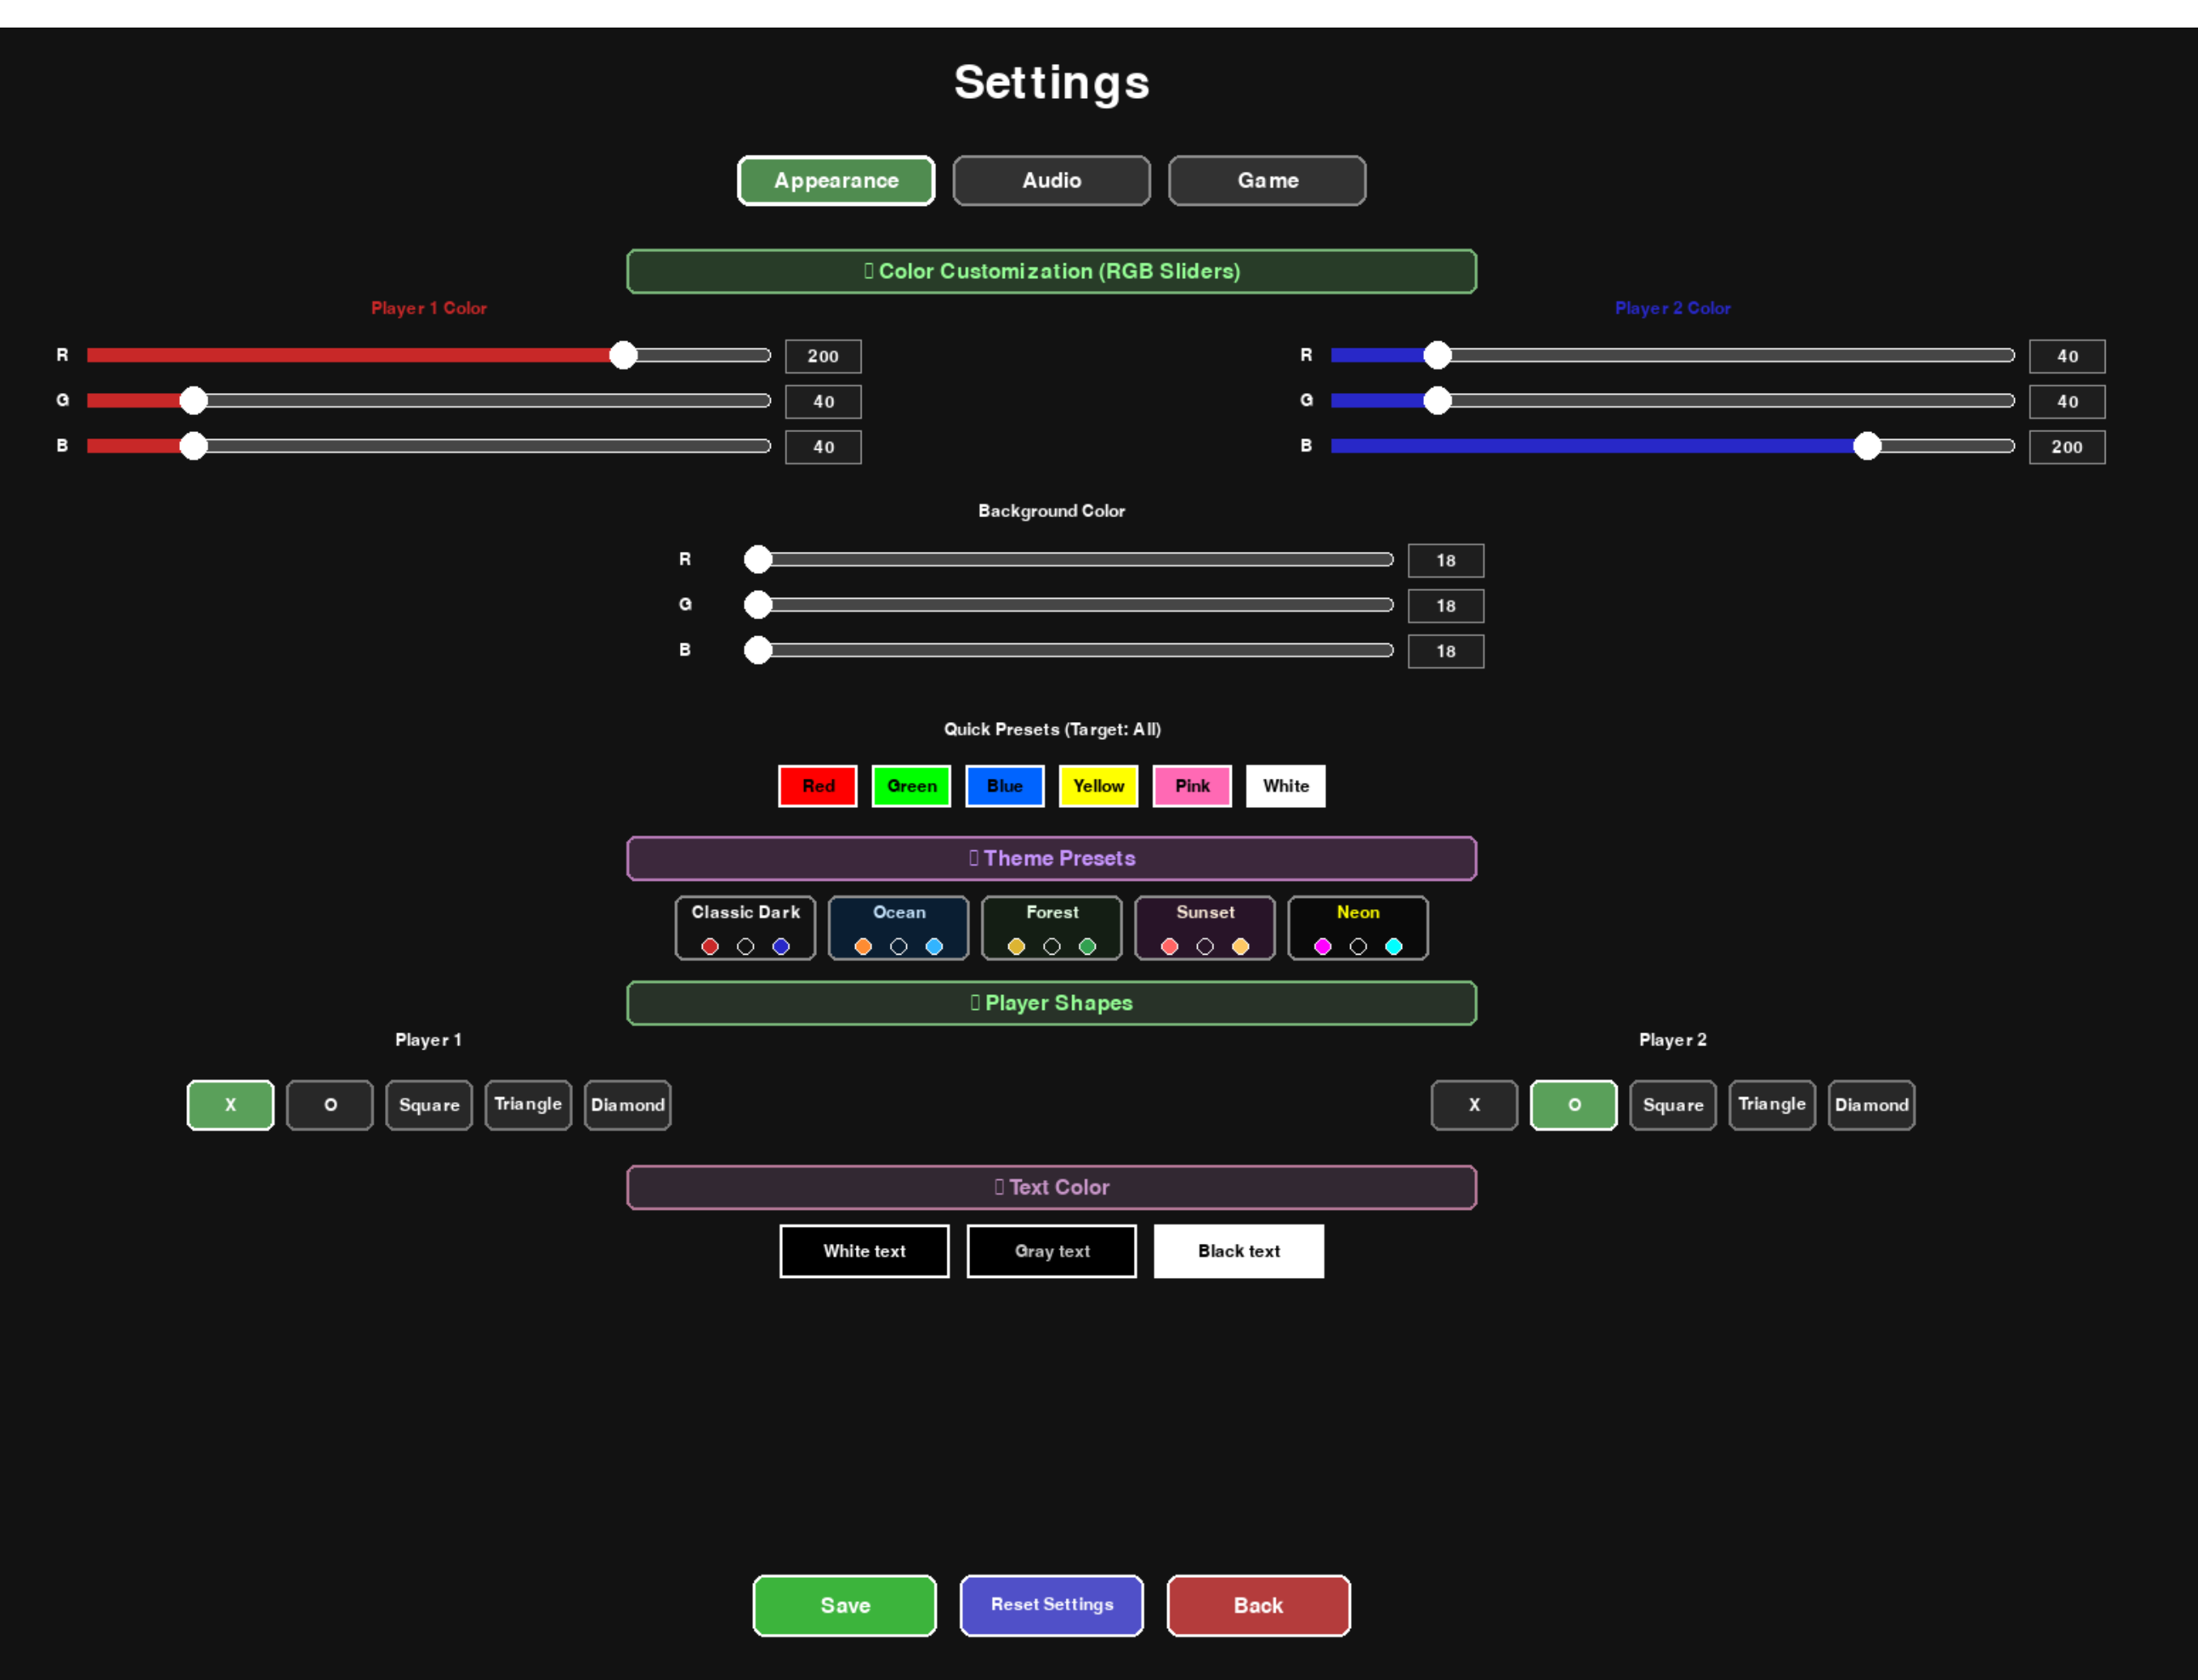 Settings
Appearance Audio Game
Color Customization (RGB Sliders)
Player 1 Color Player 2 Color
R 200 R 40
G 40 G 40
B 40 B 200
Background Color
R 18
G 18
B 18
Quick Presets (Target: All)
Red Green Blue Yellow Pink White
Theme Presets
Classic Dark Ocean Forest Sunset Neon
Player Shapes
Player 1 Player 2
X O Square Triangle Diamond X O Square Triangle Diamond
Text Color
White text Gray text Black text
Save Reset Settings Back